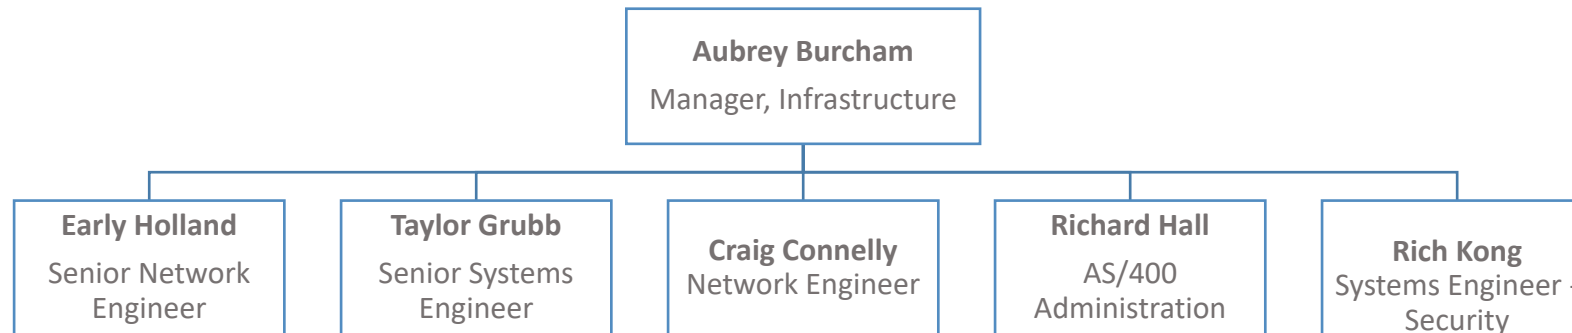 Aubrey Burcham
Manager, Infrastructure
Early Holland
Senior Network
Engineer
Taylor Grubb
Senior Systems
Engineer
Craig Connelly
Network Engineer
Richard Hall
AS/400
Administration
Rich Kong
Systems Engineer -
Security